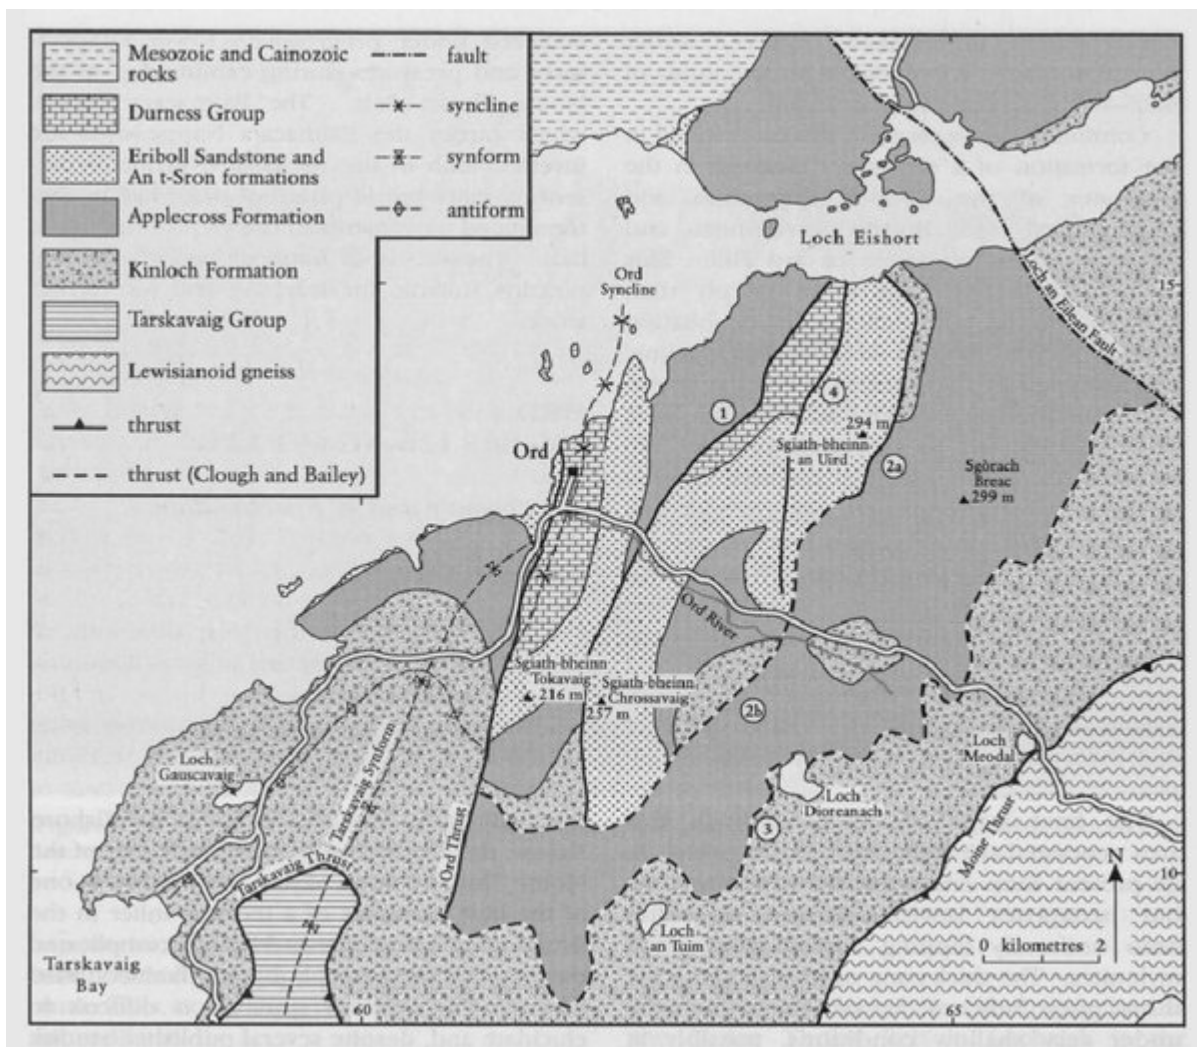 Mesozoic and Cainozoic
rocks
Durness Group
Eriboll Sandstone and
An t-Sron formations
Applecross Formation
Kinloch Formation
Tarskavaig Group
Lewisianoid gneiss
thrust
thrust (Clough and Bailey)
fault
syncline
synform
antiform
Loch Eishort
Loch an Eilean Fault
15
Ord
Syncline
1
4
294 m
Sgiath-bheinn
an Uird
2a
Sgòrach
Breac
299 m
Ord
Ord River
Sgiath-bheinn
Tokavaig
216 m
Sgiath-bheinn
Chrossavaig
257 m
2b
Loch
Gauscavaig
Tarskavaig Synform
Tarskavaig Thrust
Ord Thrust
Loch
Meodal
Loch
Dioreanach
3
Moine Thrust
N
10
Loch
an Tuim
0 kilometres 2
Tarskavaig
Bay
60
65